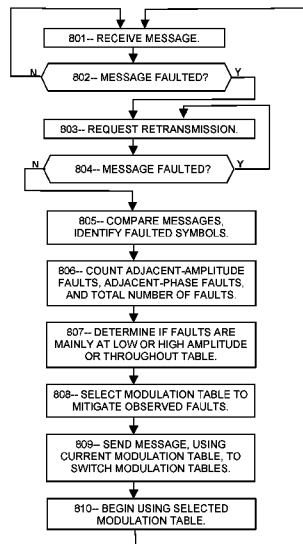 801-- RECEIVE MESSAGE.
N
802-- MESSAGE FAULTED?
Y
803-- REQUEST RETRANSMISSION.
N
804-- MESSAGE FAULTED?
Y
805-- COMPARE MESSAGES,
IDENTIFY FAULTED SYMBOLS.
806-- COUNT ADJACENT-AMPLITUDE
FAULTS, ADJACENT-PHASE FAULTS,
AND TOTAL NUMBER OF FAULTS.
807-- DETERMINE IF FAULTS ARE
MAINLY AT LOW OR HIGH AMPLITUDE
OR THROUGHOUT TABLE.
808-- SELECT MODULATION TABLE TO
MITIGATE OBSERVED FAULTS.
809-- SEND MESSAGE, USING
CURRENT MODULATION TABLE, TO
SWITCH MODULATION TABLES.
810-- BEGIN USING SELECTED
MODULATION TABLE.